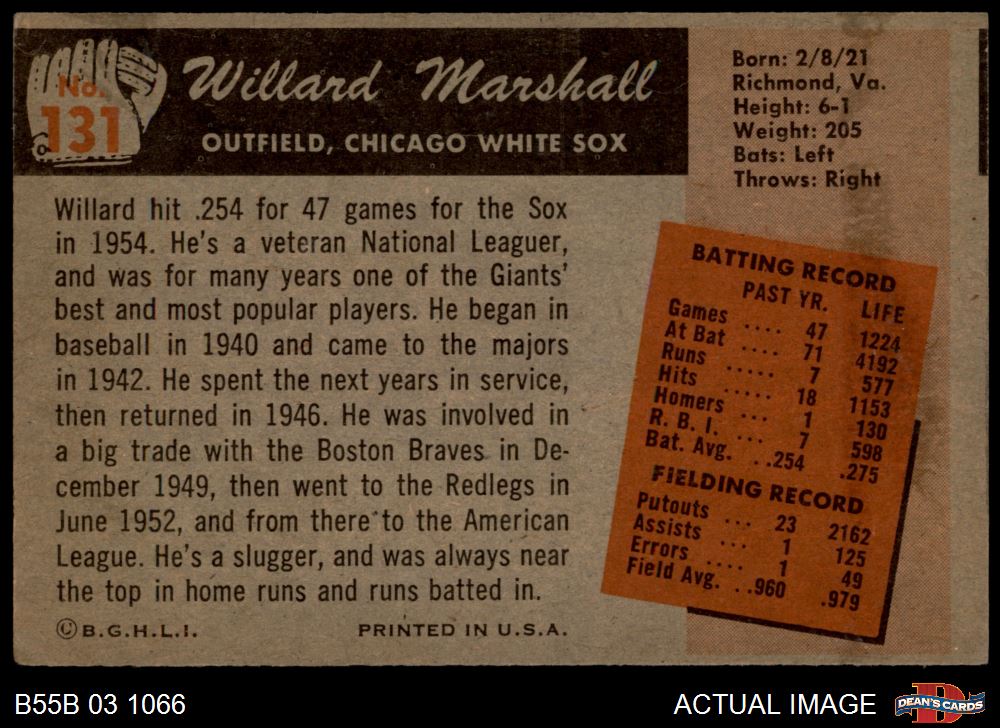 No.
131
Willard Marshall
OUTFIELD, CHICAGO WHITE SOX
Born: 2/8/21
Richmond, Va.
Height: 6-1
Weight: 205
Bats: Left
Throws: Right
Willard hit .254 for 47 games for the Sox
in 1954. He's a veteran National Leaguer,
and was for many years one of the Giants'
best and most popular players. He began in
baseball in 1940 and came to the majors
in 1942. He spent the next years in service,
then returned in 1946. He was involved in
a big trade with the Boston Braves in De-
cember 1949, then went to the Redlegs in
June 1952, and from there to the American
League. He's a slugger, and was always near
the top in home runs and runs batted in.
©B.G.H.L.I. PRINTED IN U.S.A.
BATTING RECORD
PAST YR. LIFE
Games .... 47 1224
At Bat .... 71 4192
Runs ..... 7 577
Hits ..... 18 1153
Homers ... 1 130
R. B. I. ... 7 598
Bat. Avg. ..254 .275
FIELDING RECORD
Putouts ... 23 2162
Assists ... 1 125
Errors .... 1 49
Field Avg. ..960 .979
B55B 03 1066 ACTUAL IMAGE
D
DEAN'S CARDS